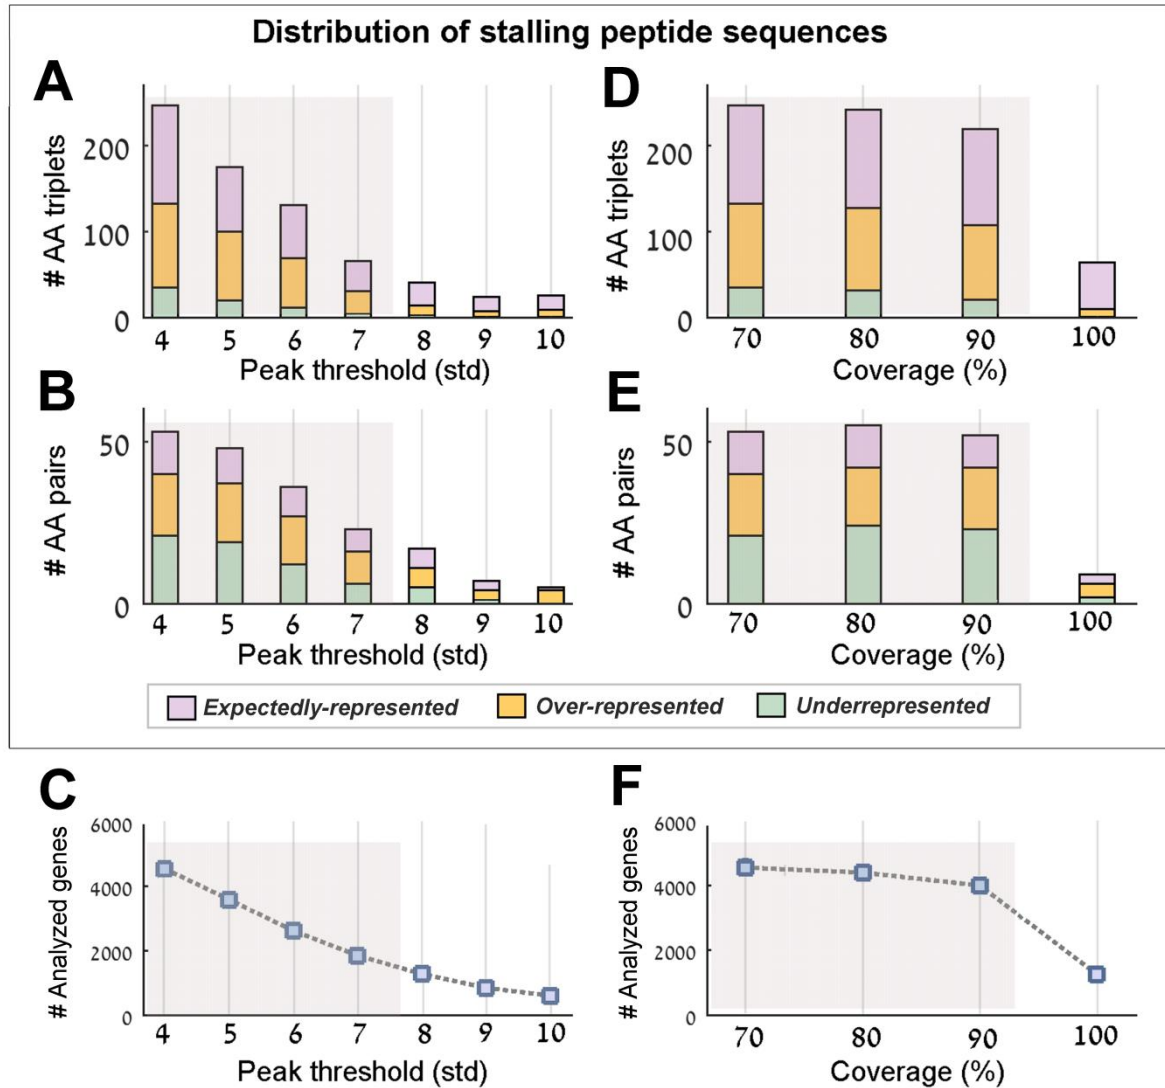 Distribution of stalling peptide sequences
A
# AA triplets
200
100
0
4 5 6 7 8 9 10
Peak threshold (std)
D
# AA triplets
200
100
0
70 80 90 100
Coverage (%)
B
# AA pairs
50
0
4 5 6 7 8 9 10
Peak threshold (std)
E
# AA pairs
50
0
70 80 90 100
Coverage (%)
Expectedly-represented Over-represented Underrepresented
C
# Analyzed genes
6000
4000
2000
0
4 5 6 7 8 9 10
Peak threshold (std)
F
# Analyzed genes
6000
4000
2000
0
70 80 90 100
Coverage (%)